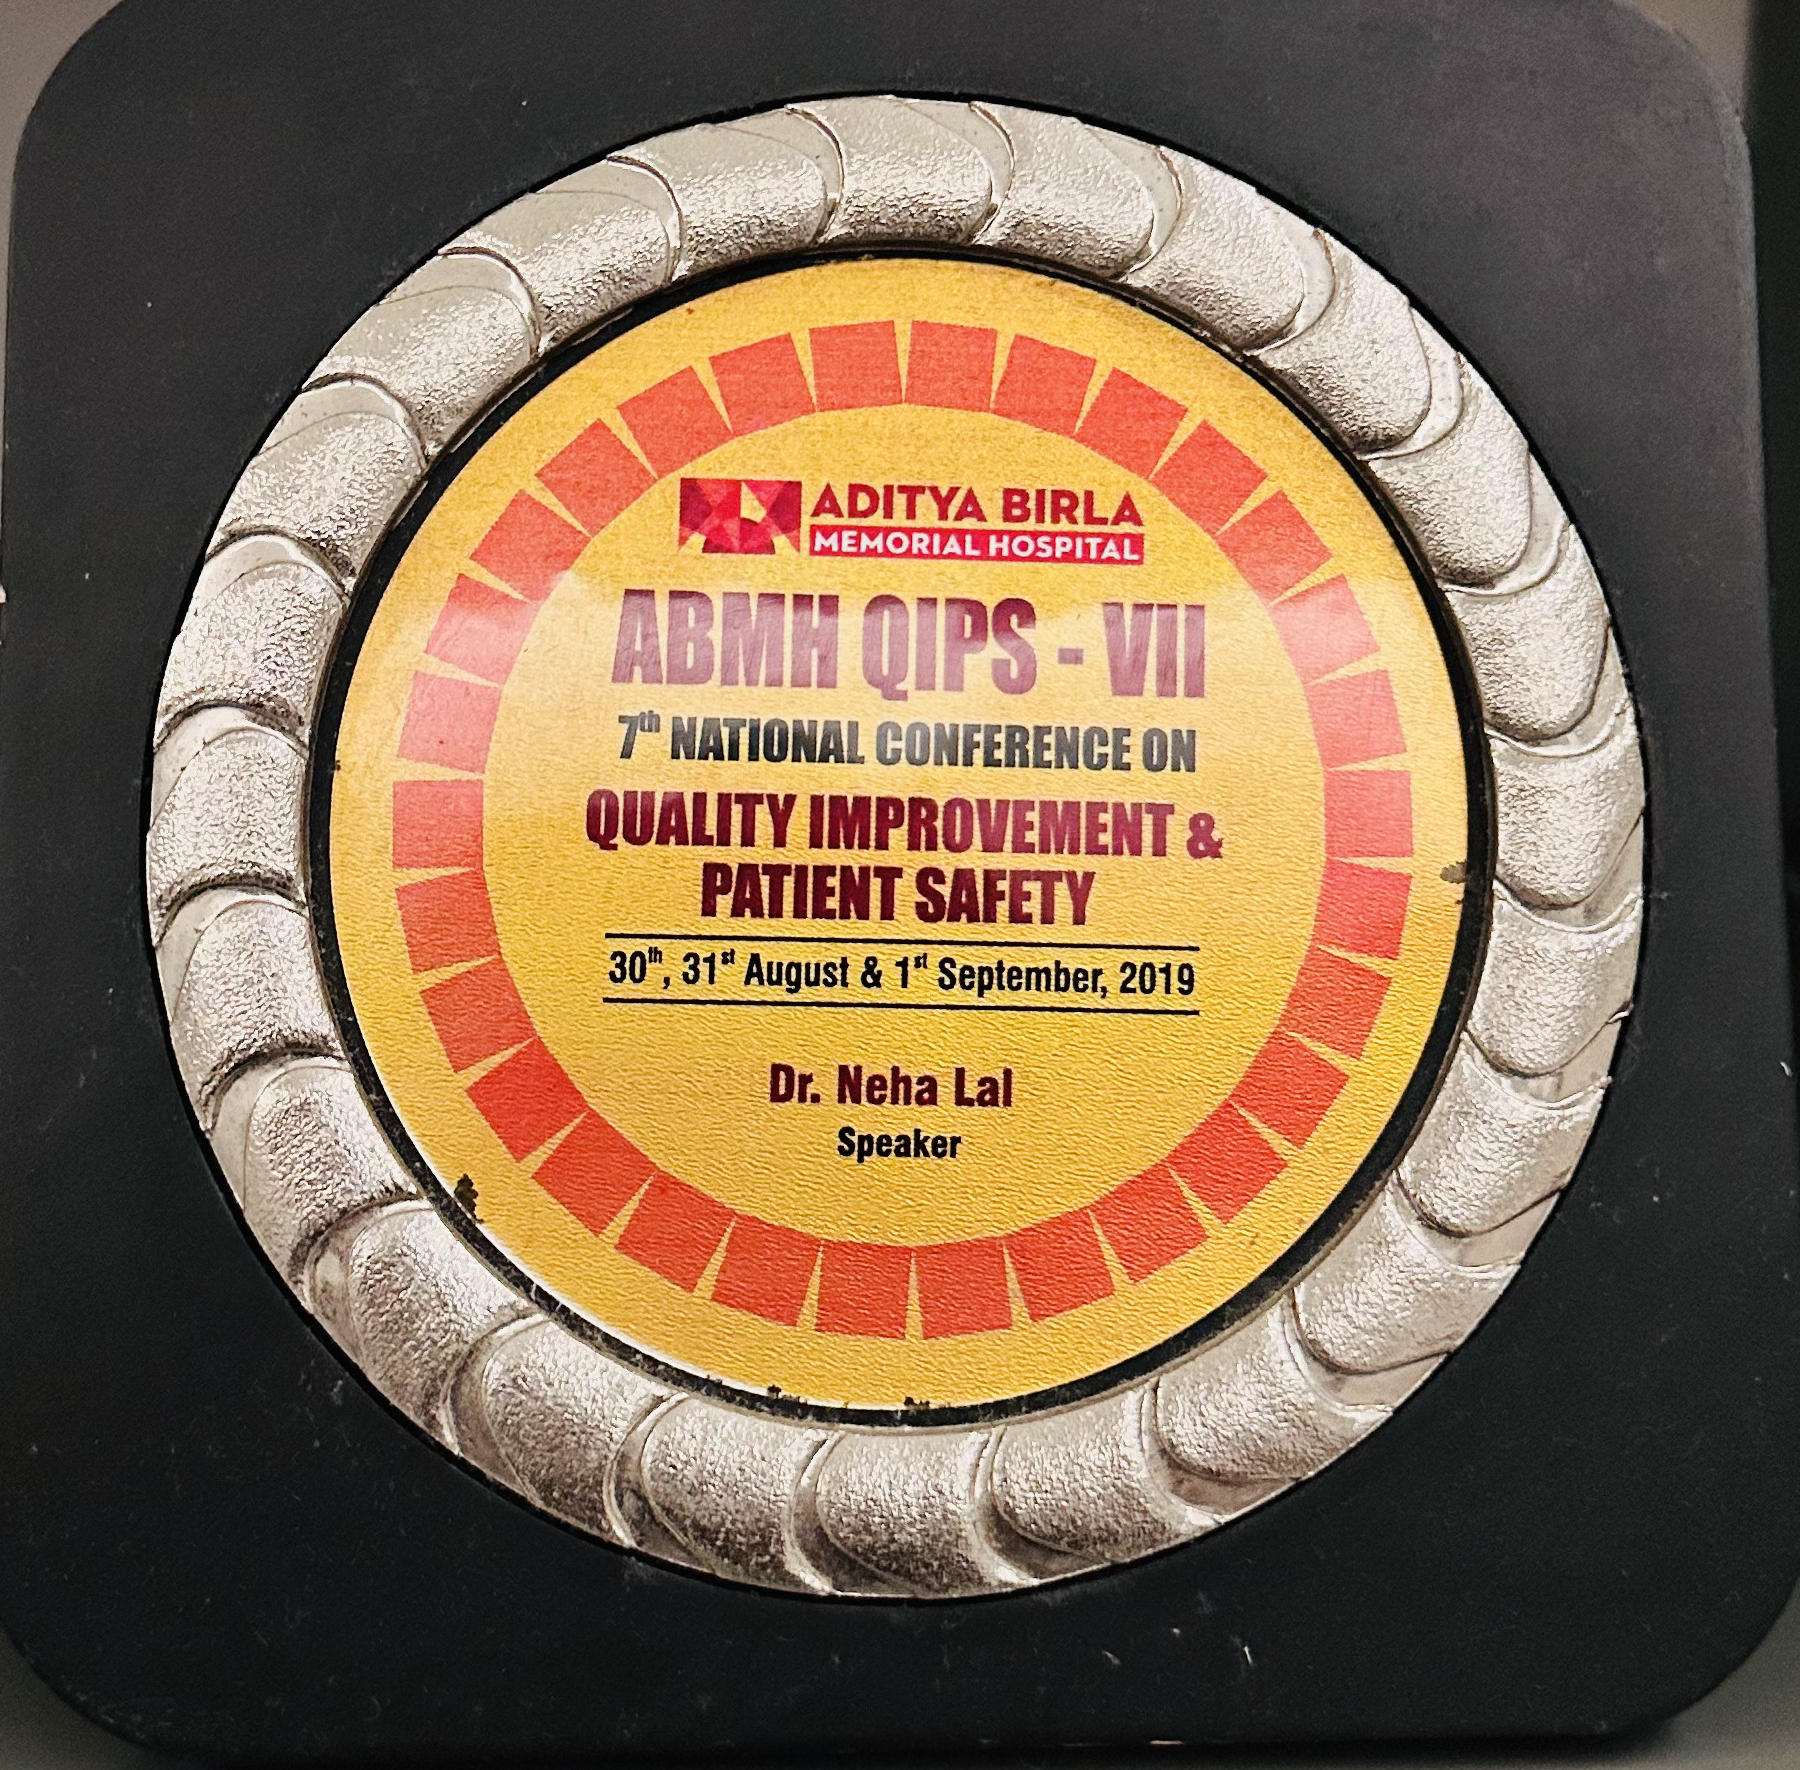 ADITYA BIRLA
MEMORIAL HOSPITAL
ABMH QIPS - VII
7th NATIONAL CONFERENCE ON
QUALITY IMPROVEMENT &
PATIENT SAFETY
30th, 31st August & 1st September, 2019
Dr. Neha Lal
Speaker